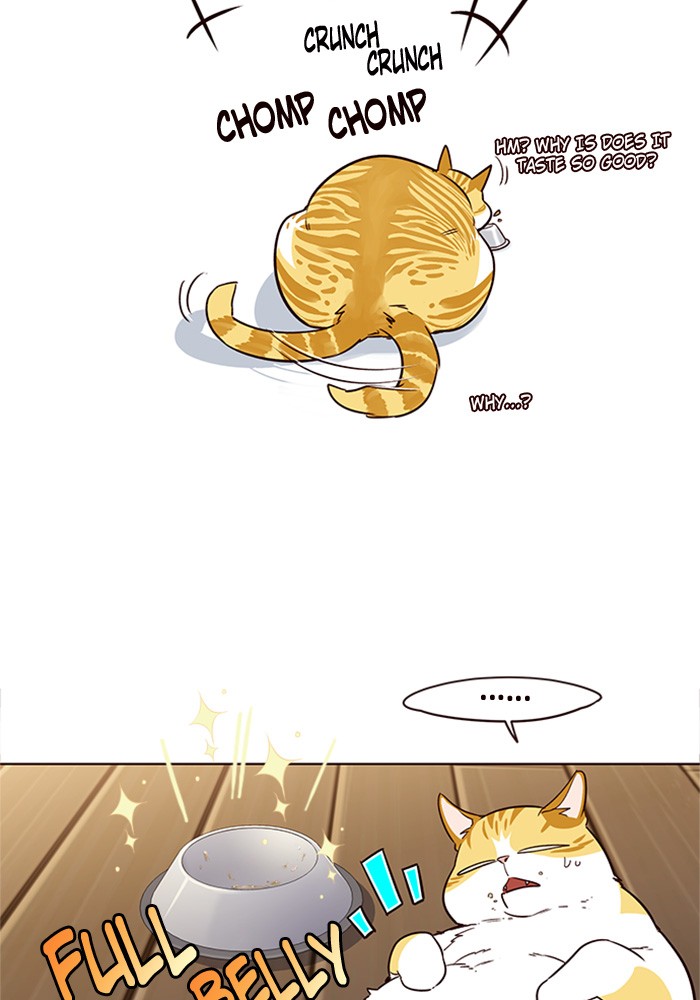 CRUNCH
CRUNCH
CHOMP CHOMP
HM? WHY IS DOES IT
TASTE SO GOOD?
WHY...?
......
FULL
BELLY!!